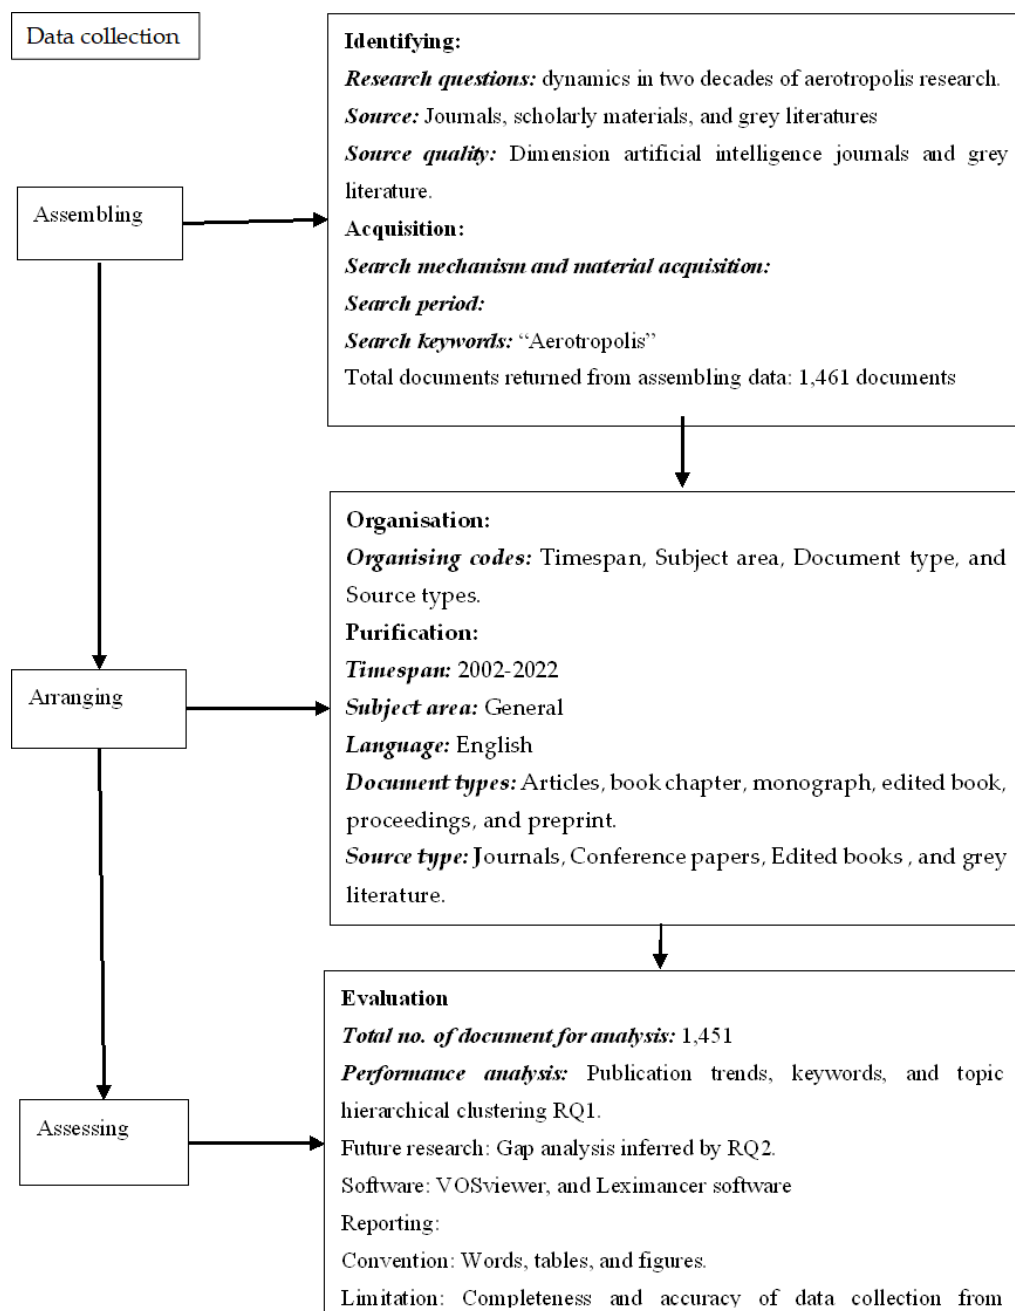 Data collection
Identifying:
Research questions: dynamics in two decades of aerotropolis research.
Source: Journals, scholarly materials, and grey literatures
Source quality: Dimension artificial intelligence journals and grey
literature.
Assembling
Acquisition:
Search mechanism and material acquisition:
Search period:
Search keywords: “Aerotropolis”
Total documents returned from assembling data: 1,461 documents
Organisation:
Organising codes: Timespan, Subject area, Document type, and
Source types.
Purification:
Timespan: 2002-2022
Arranging
Subject area: General
Language: English
Document types: Articles, book chapter, monograph, edited book,
proceedings, and preprint.
Source type: Journals, Conference papers, Edited books , and grey
literature.
Evaluation
Total no. of document for analysis: 1,451
Performance analysis: Publication trends, keywords, and topic
hierarchical clustering RQ1.
Assessing
Future research: Gap analysis inferred by RQ2.
Software: VOSviewer, and Leximancer software
Reporting:
Convention: Words, tables, and figures.
Limitation: Completeness and accuracy of data collection from